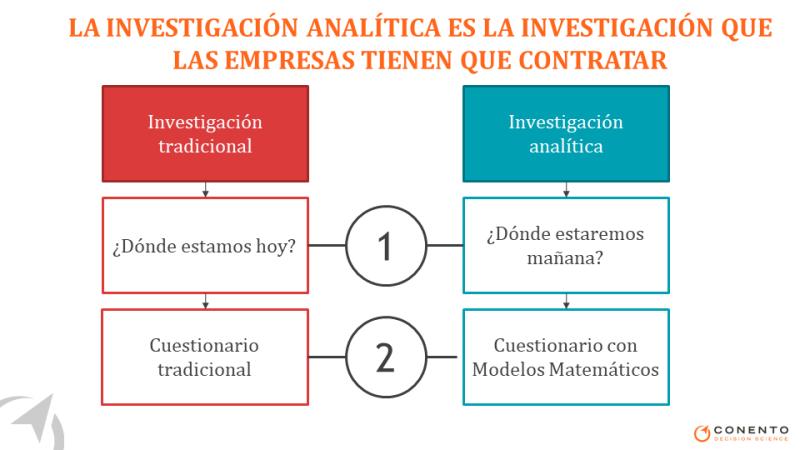 LA INVESTIGACIÓN ANALÍTICA ES LA INVESTIGACIÓN QUE
LAS EMPRESAS TIENEN QUE CONTRATAR
Investigación
tradicional
Investigación
analítica
¿Dónde estamos hoy?
1
¿Dónde estaremos
mañana?
Cuestionario
tradicional
2
Cuestionario con
Modelos Matemáticos
CONENTO
DECISION SCIENCE